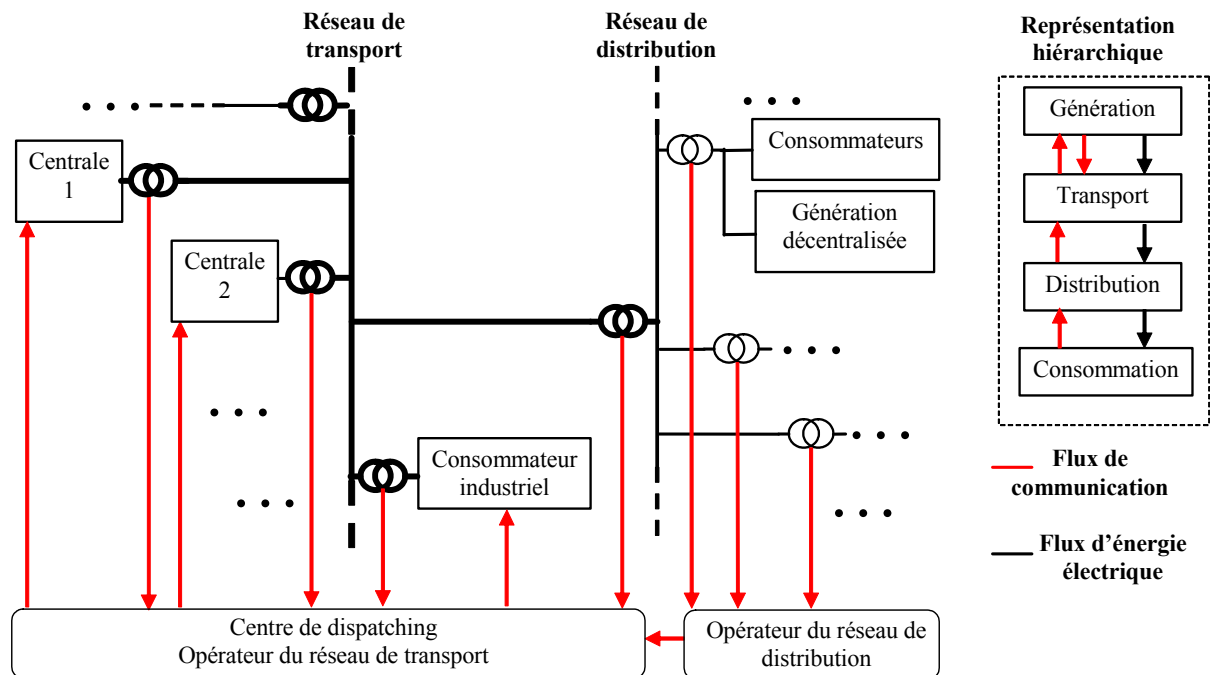 Réseau de
transport
Réseau de
distribution
Représentation
hiérarchique
Centrale
1
Centrale
2
Consommateur
industriel
Consommateurs
Génération
décentralisée
Génération
Transport
Distribution
Consommation
Flux de
communication
Flux d'énergie
électrique
Centre de dispatching
Opérateur du réseau de transport
Opérateur du réseau de
distribution